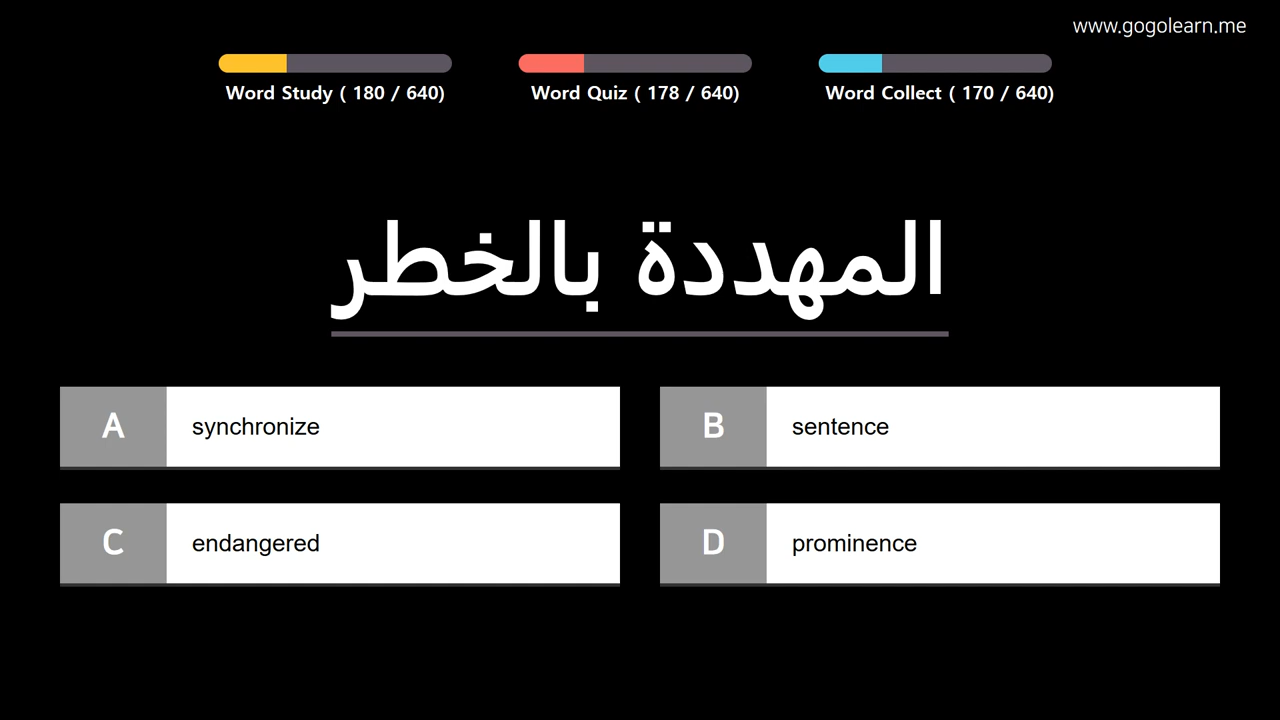 www.gogolearn.me
Word Study ( 180 / 640)
Word Quiz ( 178 / 640)
Word Collect ( 170 / 640)
المهددة بالخطر
A synchronize
B sentence
C endangered
D prominence